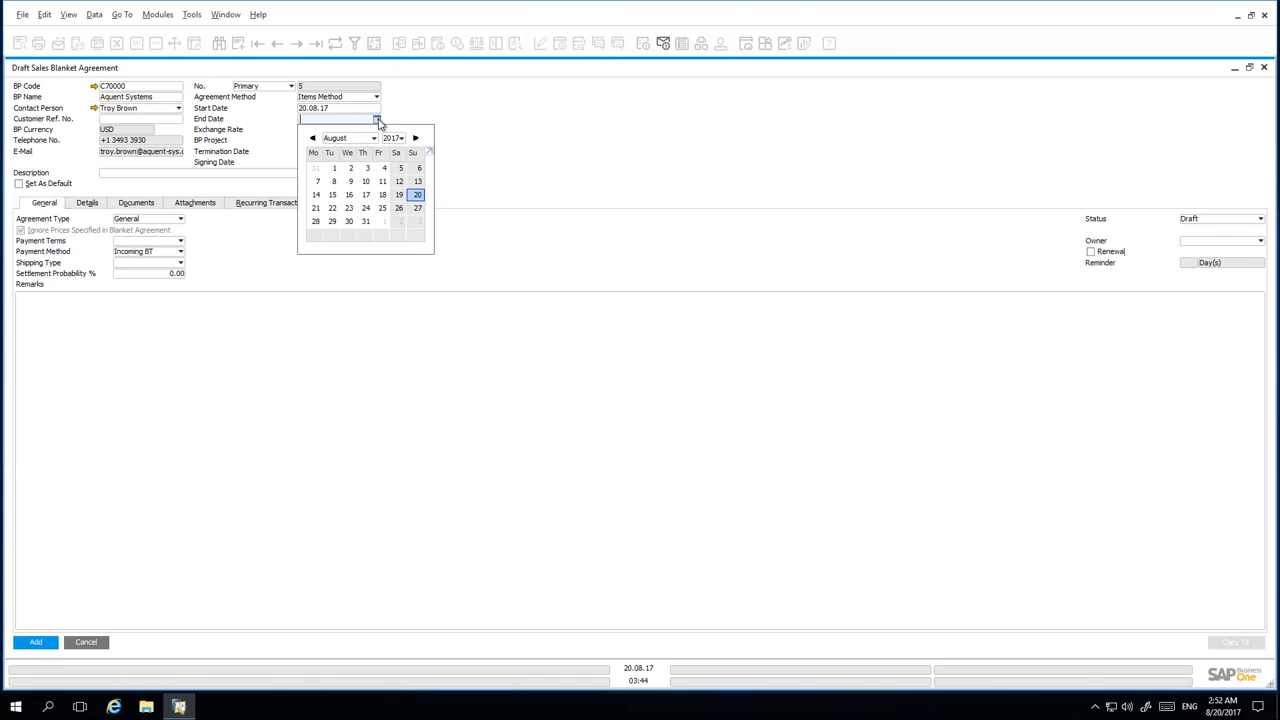 File Edit View Data Go To Modules Tools Window Help
Draft Sales Blanket Agreement
BP Code C70000 No. Primary 5
BP Name Aquent Systems Agreement Method Items Method
Contact Person Troy Brown Start Date 20.08.17
Customer Ref. No. End Date
BP Currency USD Exchange Rate
Telephone No. +1 3493 3930 BP Project
E-Mail troy.brown@aquent-sys. Termination Date
Signing Date
Description
Set As Default
August 2017
Mo Tu We Th Fr Sa Su
31 1 2 3 4 5 6
7 8 9 10 11 12 13
14 15 16 17 18 19 20
21 22 23 24 25 26 27
28 29 30 31 1 2 3
General Details Documents Attachments Recurring Transact
Agreement Type General Status Draft
Ignore Prices Specified in Blanket Agreement
Payment Terms Owner
Payment Method Incoming BT Renewal
Shipping Type Reminder Day(s)
Settlement Probability % 0.00
Remarks
Add Cancel Copy To
20.08.17
03:44
SAP Business One
ENG 2:52 AM
8/20/2017